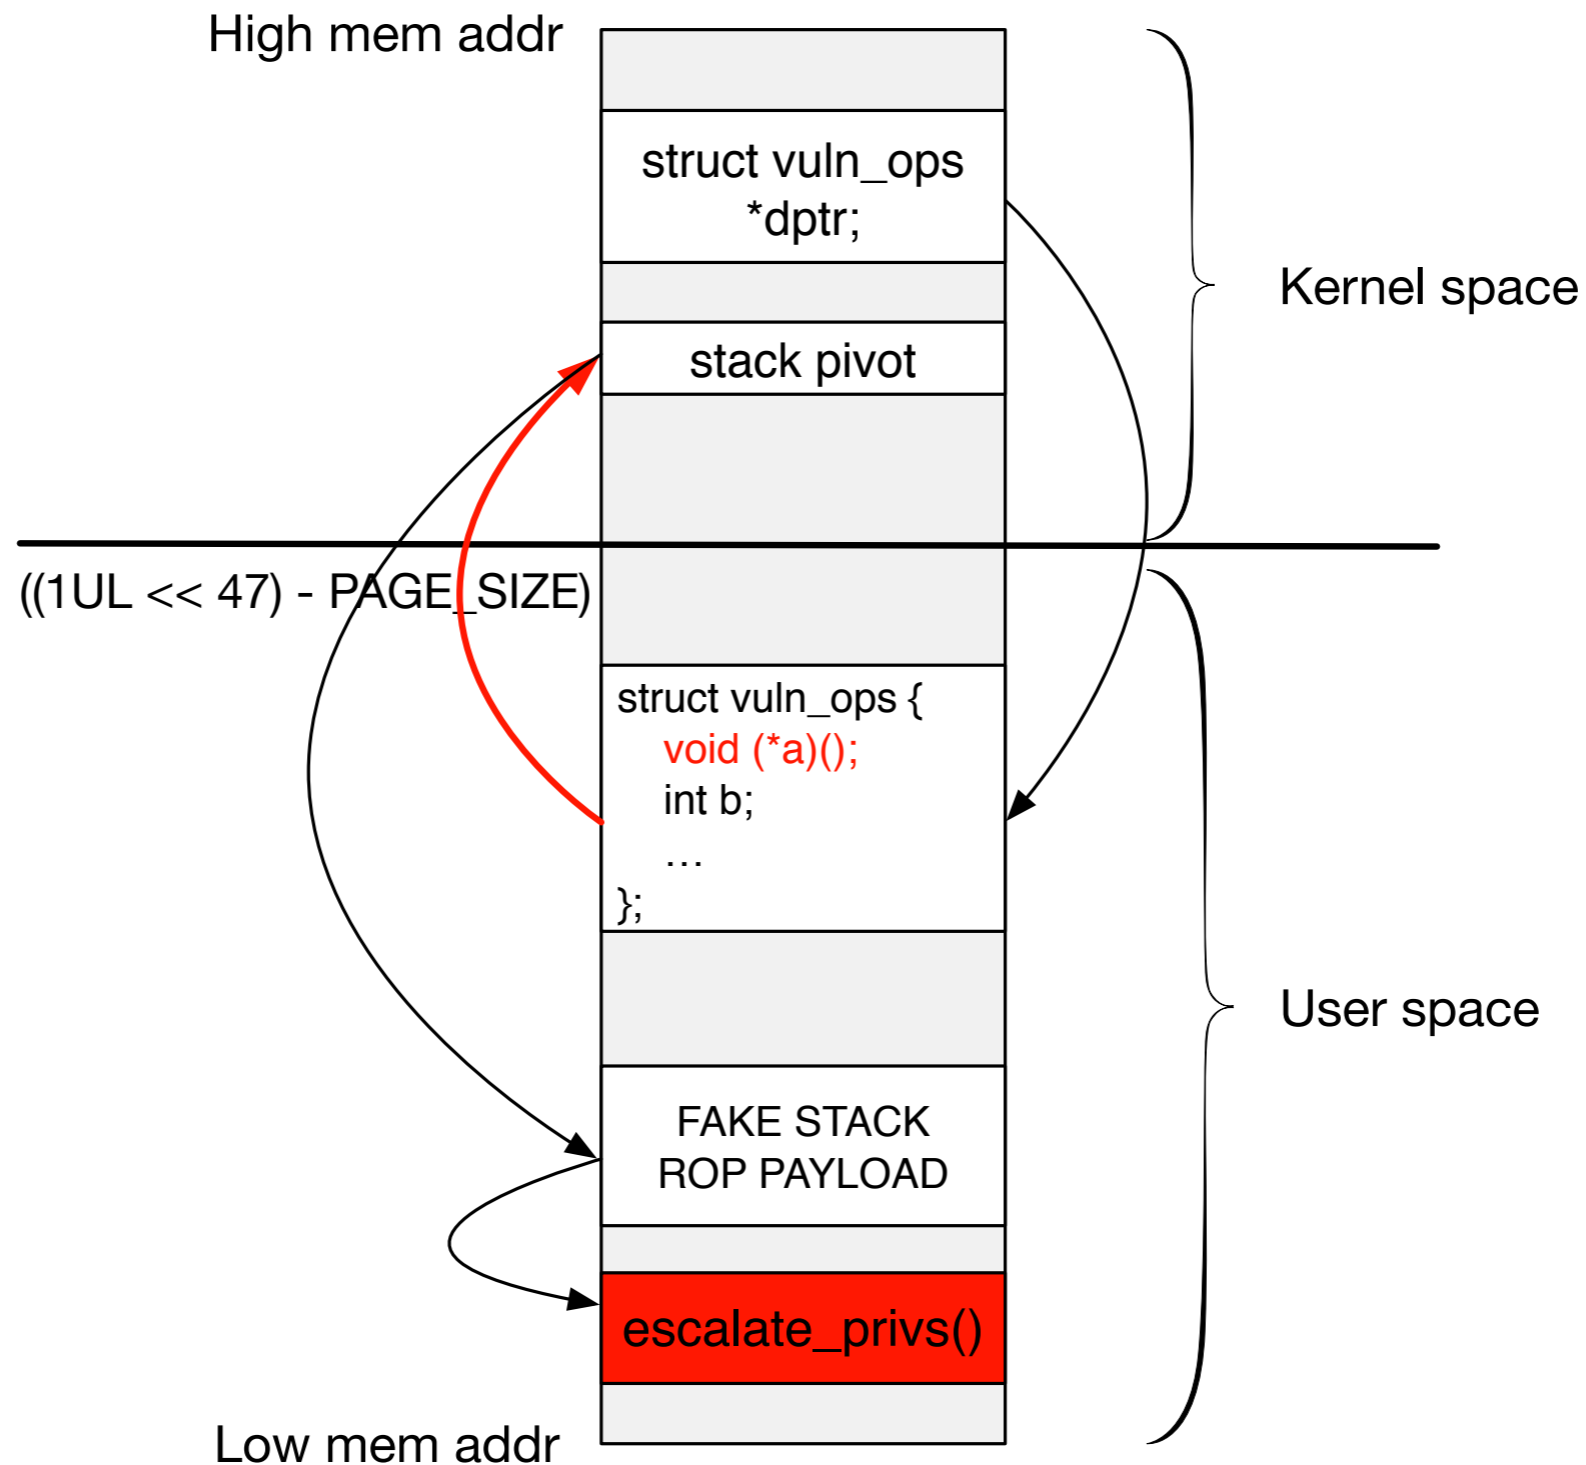 High mem addr
struct vuln_ops
*dptr;
Kernel space
stack pivot
((1UL << 47) - PAGE_SIZE)
struct vuln_ops {
void (*a)();
int b;
…
};
User space
FAKE STACK
ROP PAYLOAD
escalate_privs()
Low mem addr